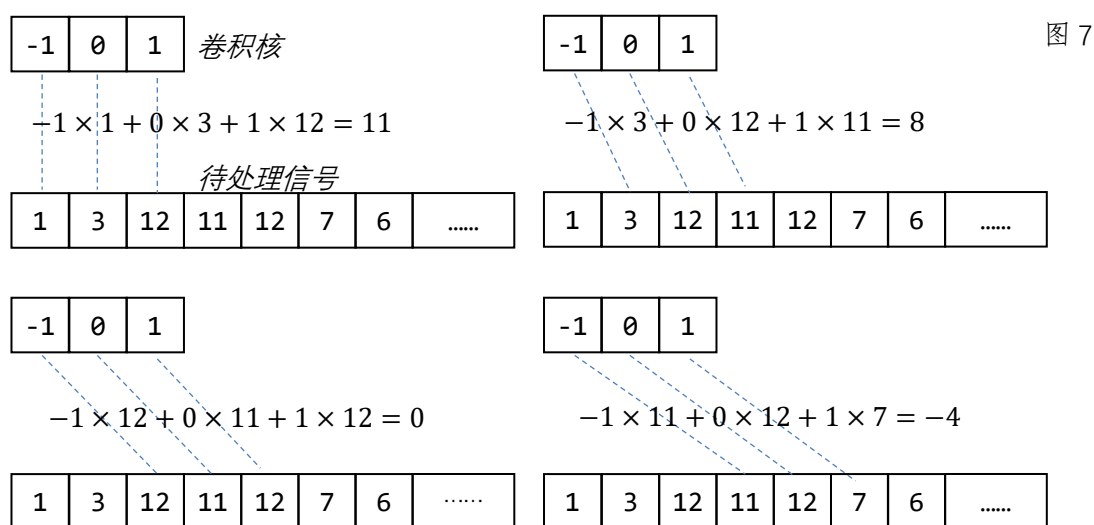 -1 0 1 卷积核
−1 × 1 + 0 × 3 + 1 × 12 = 11
待处理信号
1 3 12 11 12 7 6 ……
-1 0 1
图 7
−1 × 3 + 0 × 12 + 1 × 11 = 8
1 3 12 11 12 7 6 ……
-1 0 1
−1 × 12 + 0 × 11 + 1 × 12 = 0
1 3 12 11 12 7 6 ……
-1 0 1
−1 × 11 + 0 × 12 + 1 × 7 = −4
1 3 12 11 12 7 6 ……